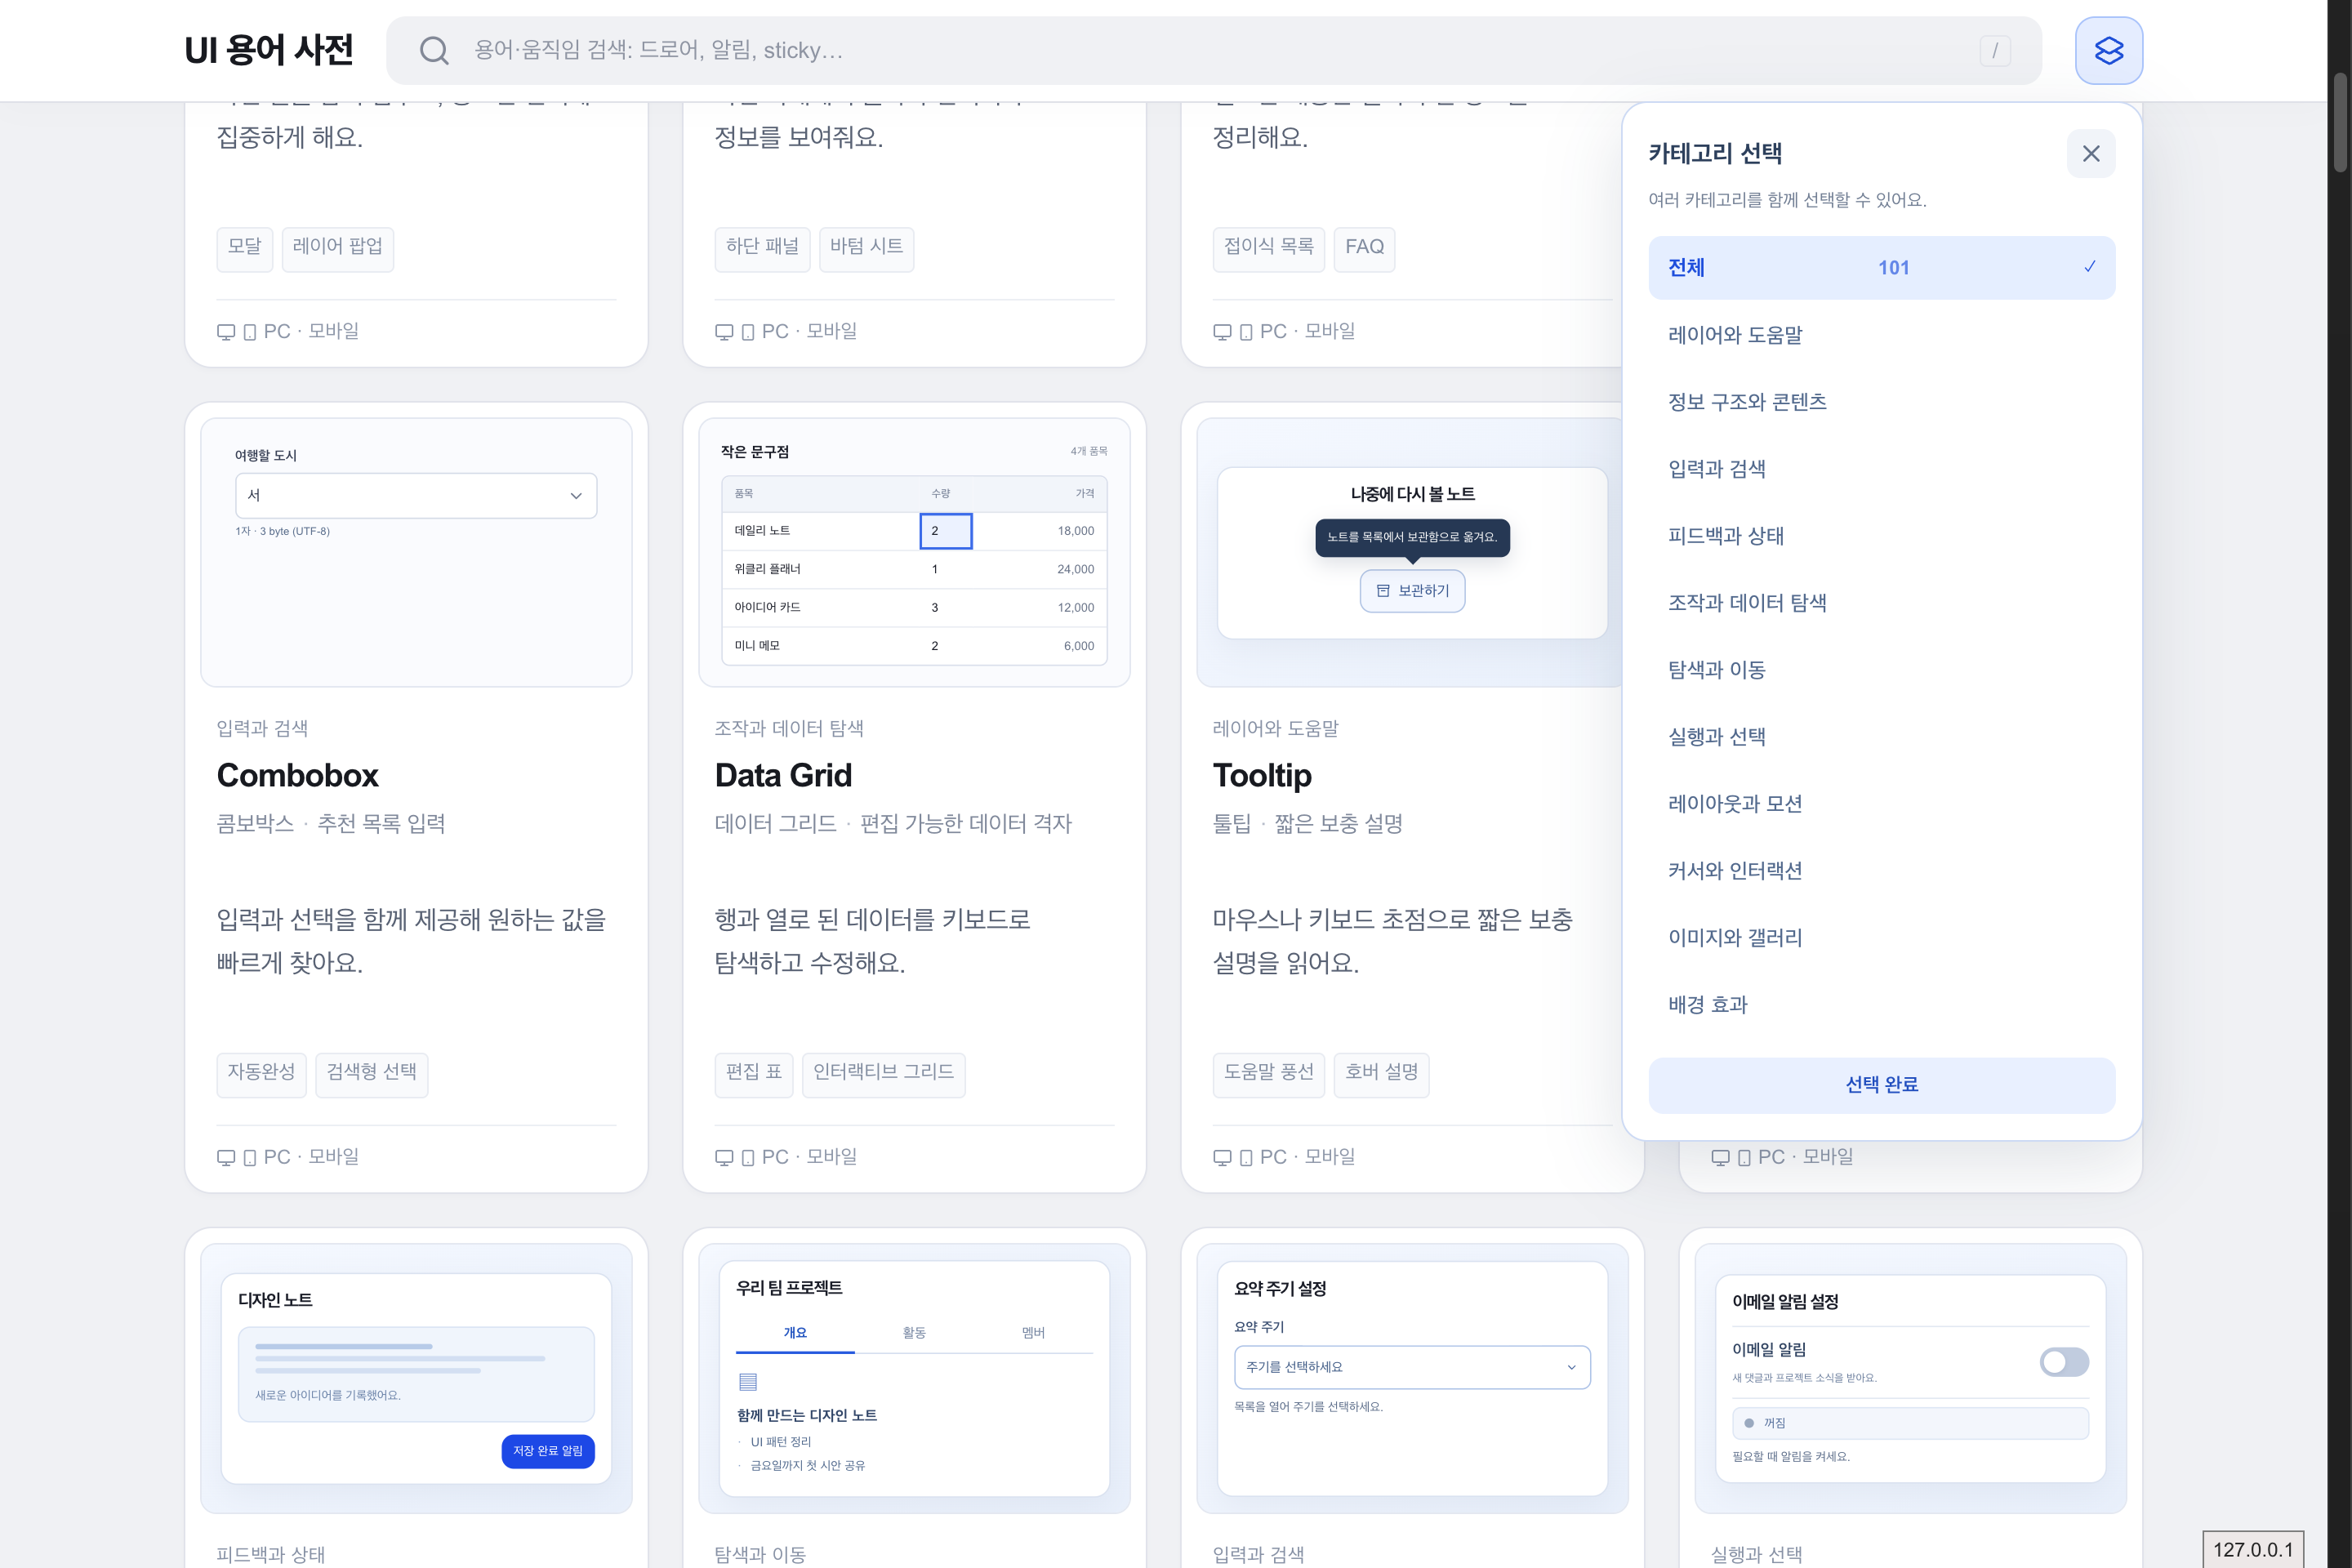 UI 용어 사전
용어·움직임 검색: 드로어, 알림, sticky…
/
집중하게 해요.
모달
레이어 팝업
PC · 모바일
정보를 보여줘요.
하단 패널
바텀 시트
PC · 모바일
정리해요.
접이식 목록
FAQ
PC · 모바일
카테고리 선택
여러 카테고리를 함께 선택할 수 있어요.
전체 101 ✓
레이어와 도움말
정보 구조와 콘텐츠
입력과 검색
피드백과 상태
조작과 데이터 탐색
탐색과 이동
실행과 선택
레이아웃과 모션
커서와 인터랙션
이미지와 갤러리
배경 효과
선택 완료
여행할 도시
서
1자 · 3 byte (UTF-8)
입력과 검색
Combobox
콤보박스 · 추천 목록 입력
입력과 선택을 함께 제공해 원하는 값을
빠르게 찾아요.
자동완성
검색형 선택
PC · 모바일
작은 문구점
4개 품목
품목 수량 가격
데일리 노트 2 18,000
위클리 플래너 1 24,000
아이디어 카드 3 12,000
미니 메모 2 6,000
조작과 데이터 탐색
Data Grid
데이터 그리드 · 편집 가능한 데이터 격자
행과 열로 된 데이터를 키보드로
탐색하고 수정해요.
편집 표
인터랙티브 그리드
PC · 모바일
나중에 다시 볼 노트
노트를 목록에서 보관함으로 옮겨요.
보관하기
레이어와 도움말
Tooltip
툴팁 · 짧은 보충 설명
마우스나 키보드 초점으로 짧은 보충
설명을 읽어요.
도움말 풍선
호버 설명
PC · 모바일
PC · 모바일
디자인 노트
새로운 아이디어를 기록했어요.
저장 완료 알림
피드백과 상태
우리 팀 프로젝트
개요 활동 멤버
함께 만드는 디자인 노트
· UI 패턴 정리
· 금요일까지 첫 시안 공유
탐색과 이동
요약 주기 설정
요약 주기
주기를 선택하세요
목록을 열어 주기를 선택하세요.
입력과 검색
이메일 알림 설정
이메일 알림
새 댓글과 프로젝트 소식을 받아요.
꺼짐
필요할 때 알림을 켜세요.
실행과 선택
127.0.0.1